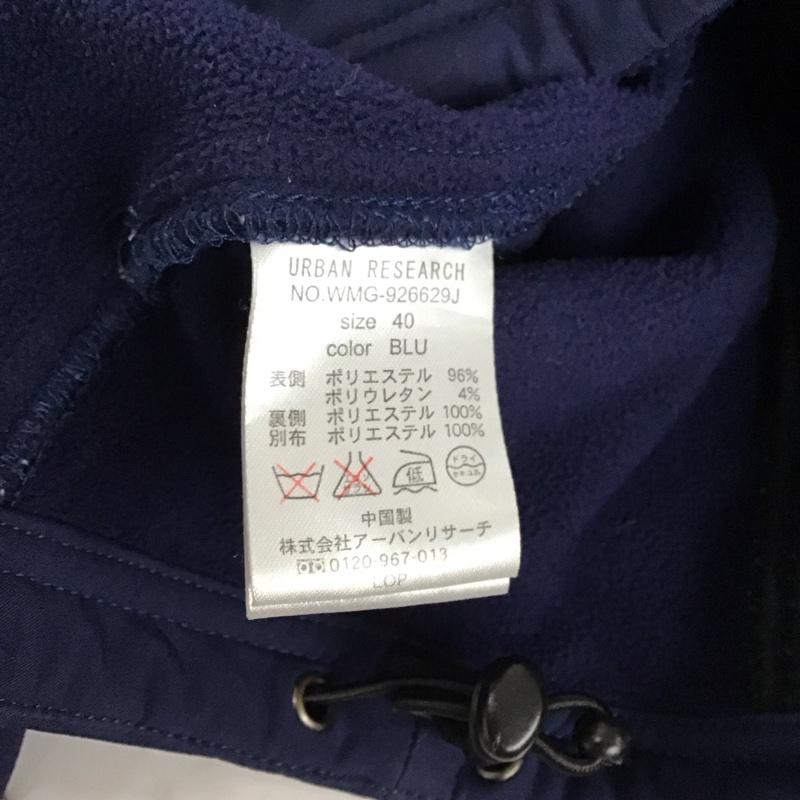 URBAN RESEARCH
NO.WMG-926629J
size 40
color BLU
表側 ポリエステル 96%
ポリウレタン 4%
裏側 ポリエステル 100%
別布 ポリエステル 100%
低
ドライ
中国製
株式会社アーバンリサーチ
0120-967-013
LOP